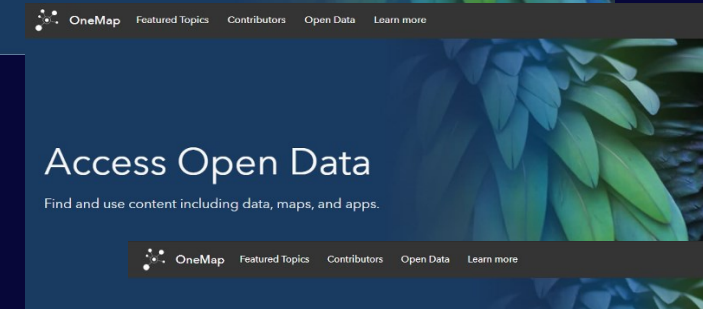 OneMap Featured Topics Contributors Open Data Learn more
Access Open Data
Find and use content including data, maps, and apps.
OneMap Featured Topics Contributors Open Data Learn more